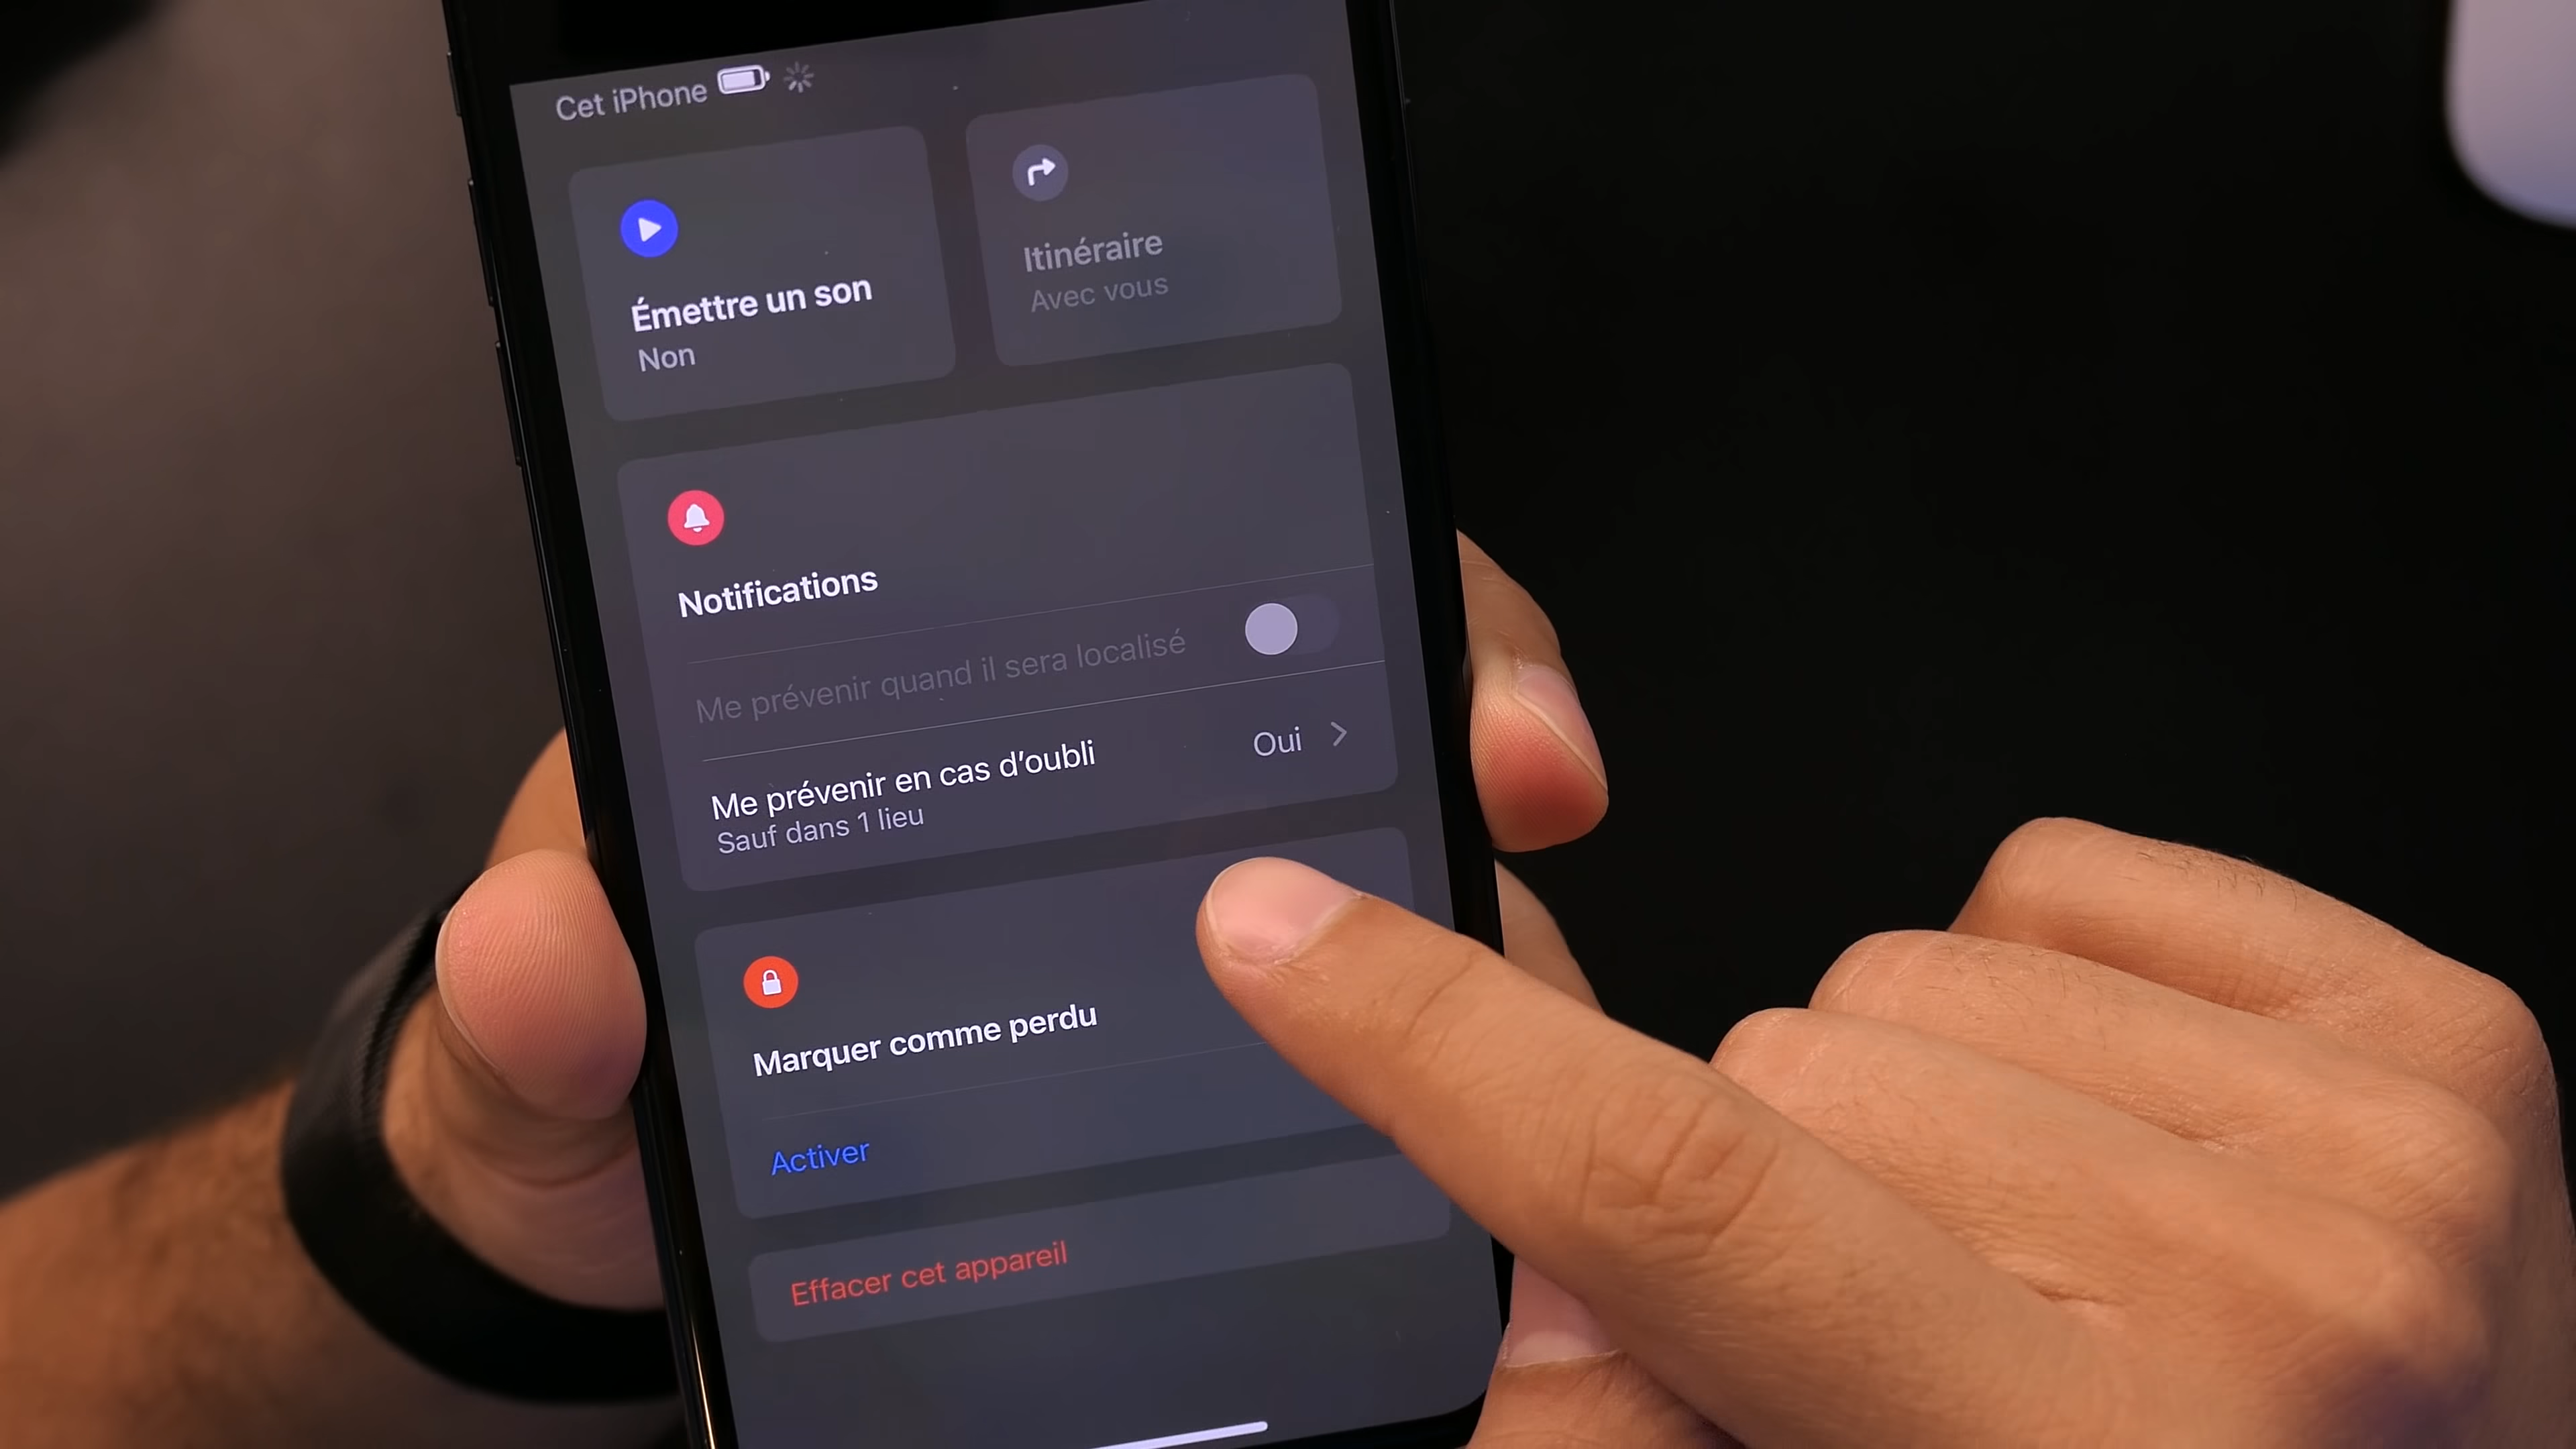 Cet iPhone
Émettre un son
Non
Itinéraire
Avec vous
Notifications
Me prévenir quand il sera localisé
Me prévenir en cas d’oubli
Oui
Sauf dans 1 lieu
Marquer comme perdu
Activer
Effacer cet appareil